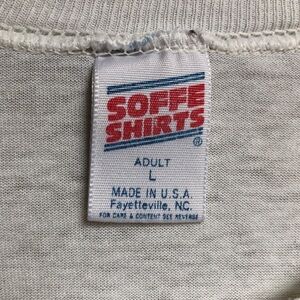 SOFFE
SHIRTS®
ADULT
L
MADE IN U.S.A.
Fayetteville, NC.
FOR CARE & CONTENT SEE REVERSE